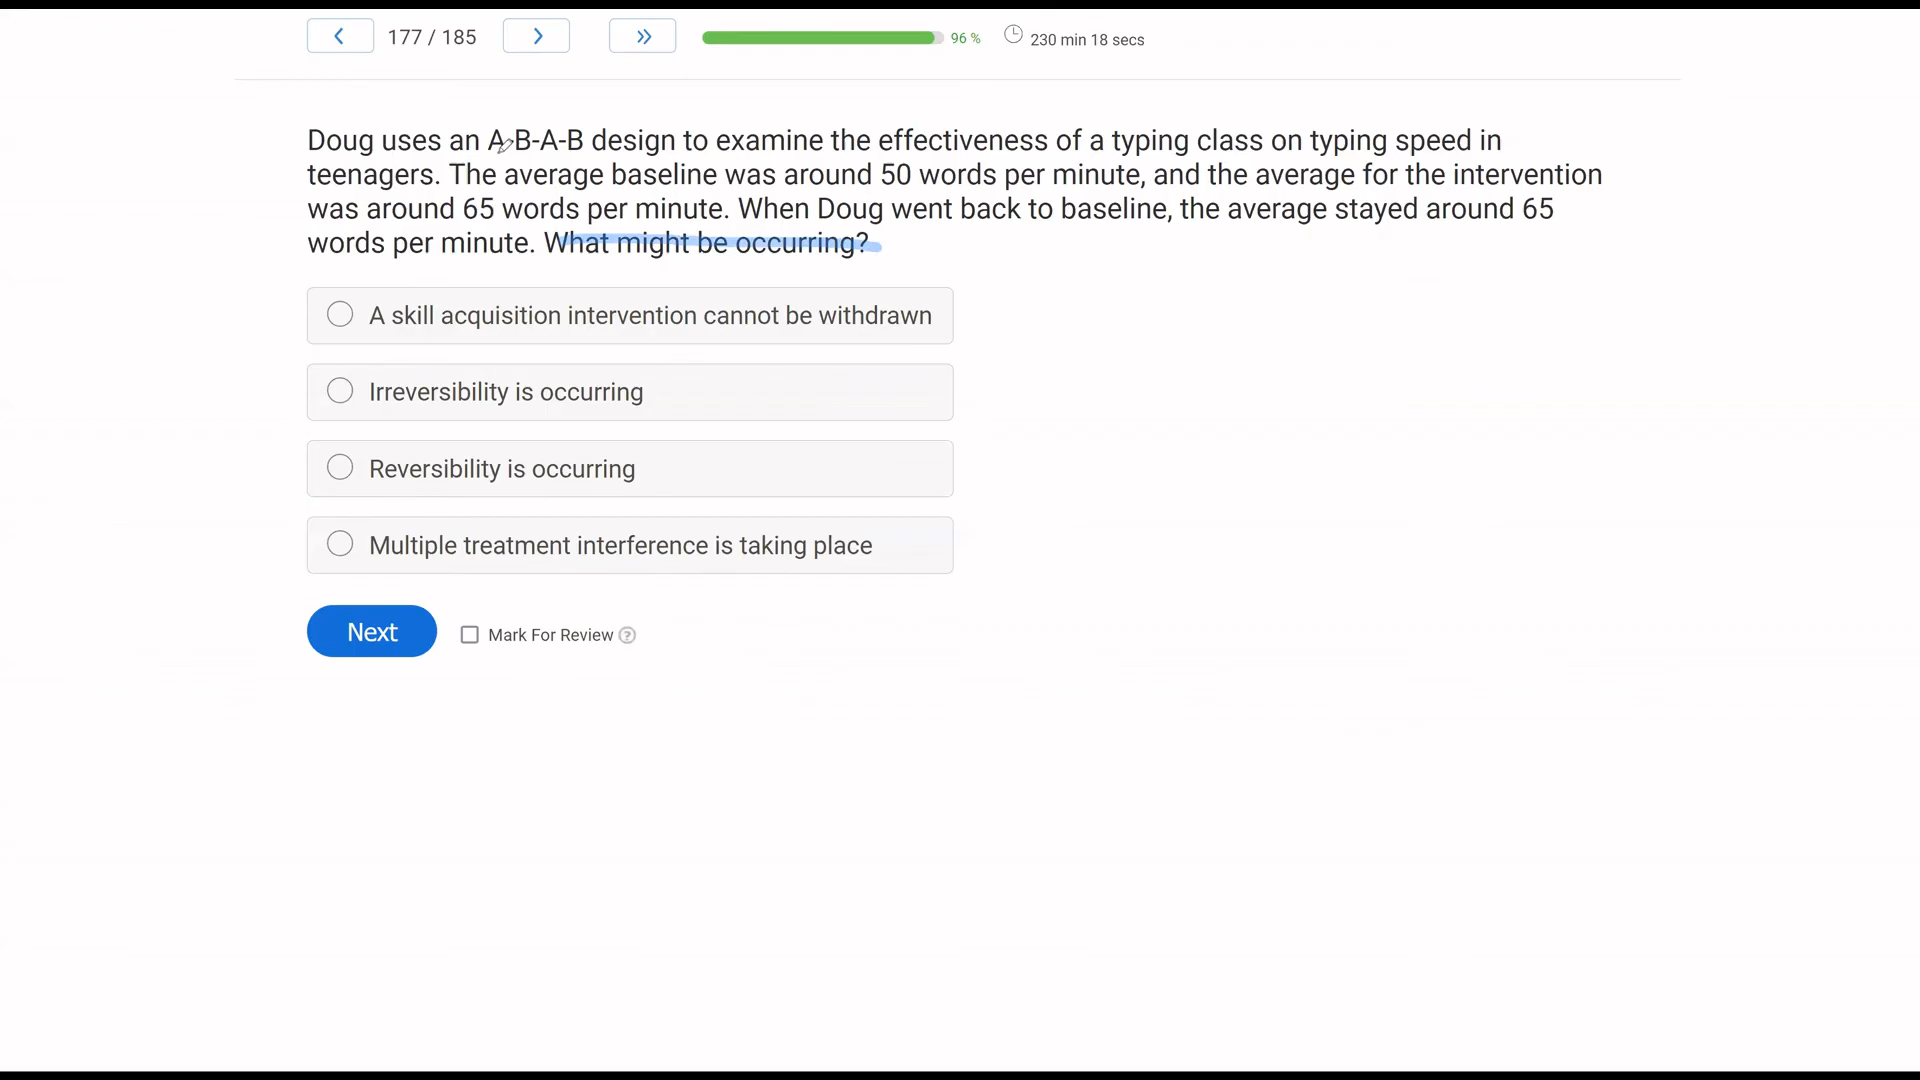 177 / 185
96 %
230 min 18 secs
Doug uses an A-B-A-B design to examine the effectiveness of a typing class on typing speed in
teenagers. The average baseline was around 50 words per minute, and the average for the intervention
was around 65 words per minute. When Doug went back to baseline, the average stayed around 65
words per minute. What might be occurring?
A skill acquisition intervention cannot be withdrawn
Irreversibility is occurring
Reversibility is occurring
Multiple treatment interference is taking place
Next
Mark For Review ?